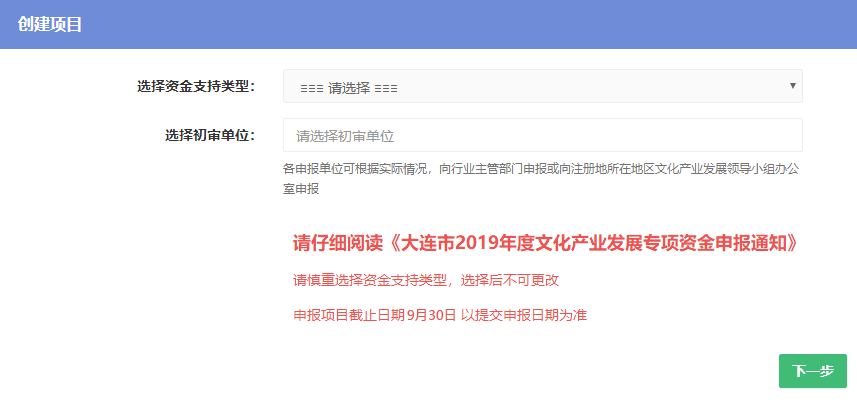 创建项目
选择资金支持类型：
=== 请选择 ===
选择初审单位：
请选择初审单位
各申报单位可根据实际情况，向行业主管部门申报或向注册地所在地区文化产业发展领导小组办公
室申报
请仔细阅读《大连市2019年度文化产业发展专项资金申报通知》
请慎重选择资金支持类型，选择后不可更改
申报项目截止日期9月30日 以提交申报日期为准
下一步